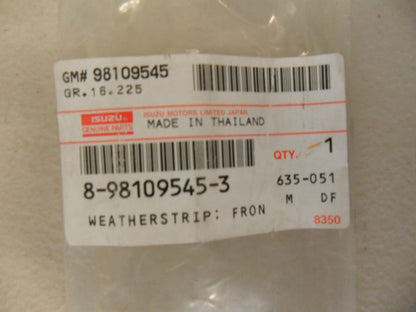 GM# 98109545
GR.16.225
ISUZU
GENUINE PARTS
ISUZU MOTORS LIMITED JAPAN
MADE IN THAILAND
QTY. 1
8-98109545-3
635-051
M DF
WEATHERSTRIP; FRON
8350